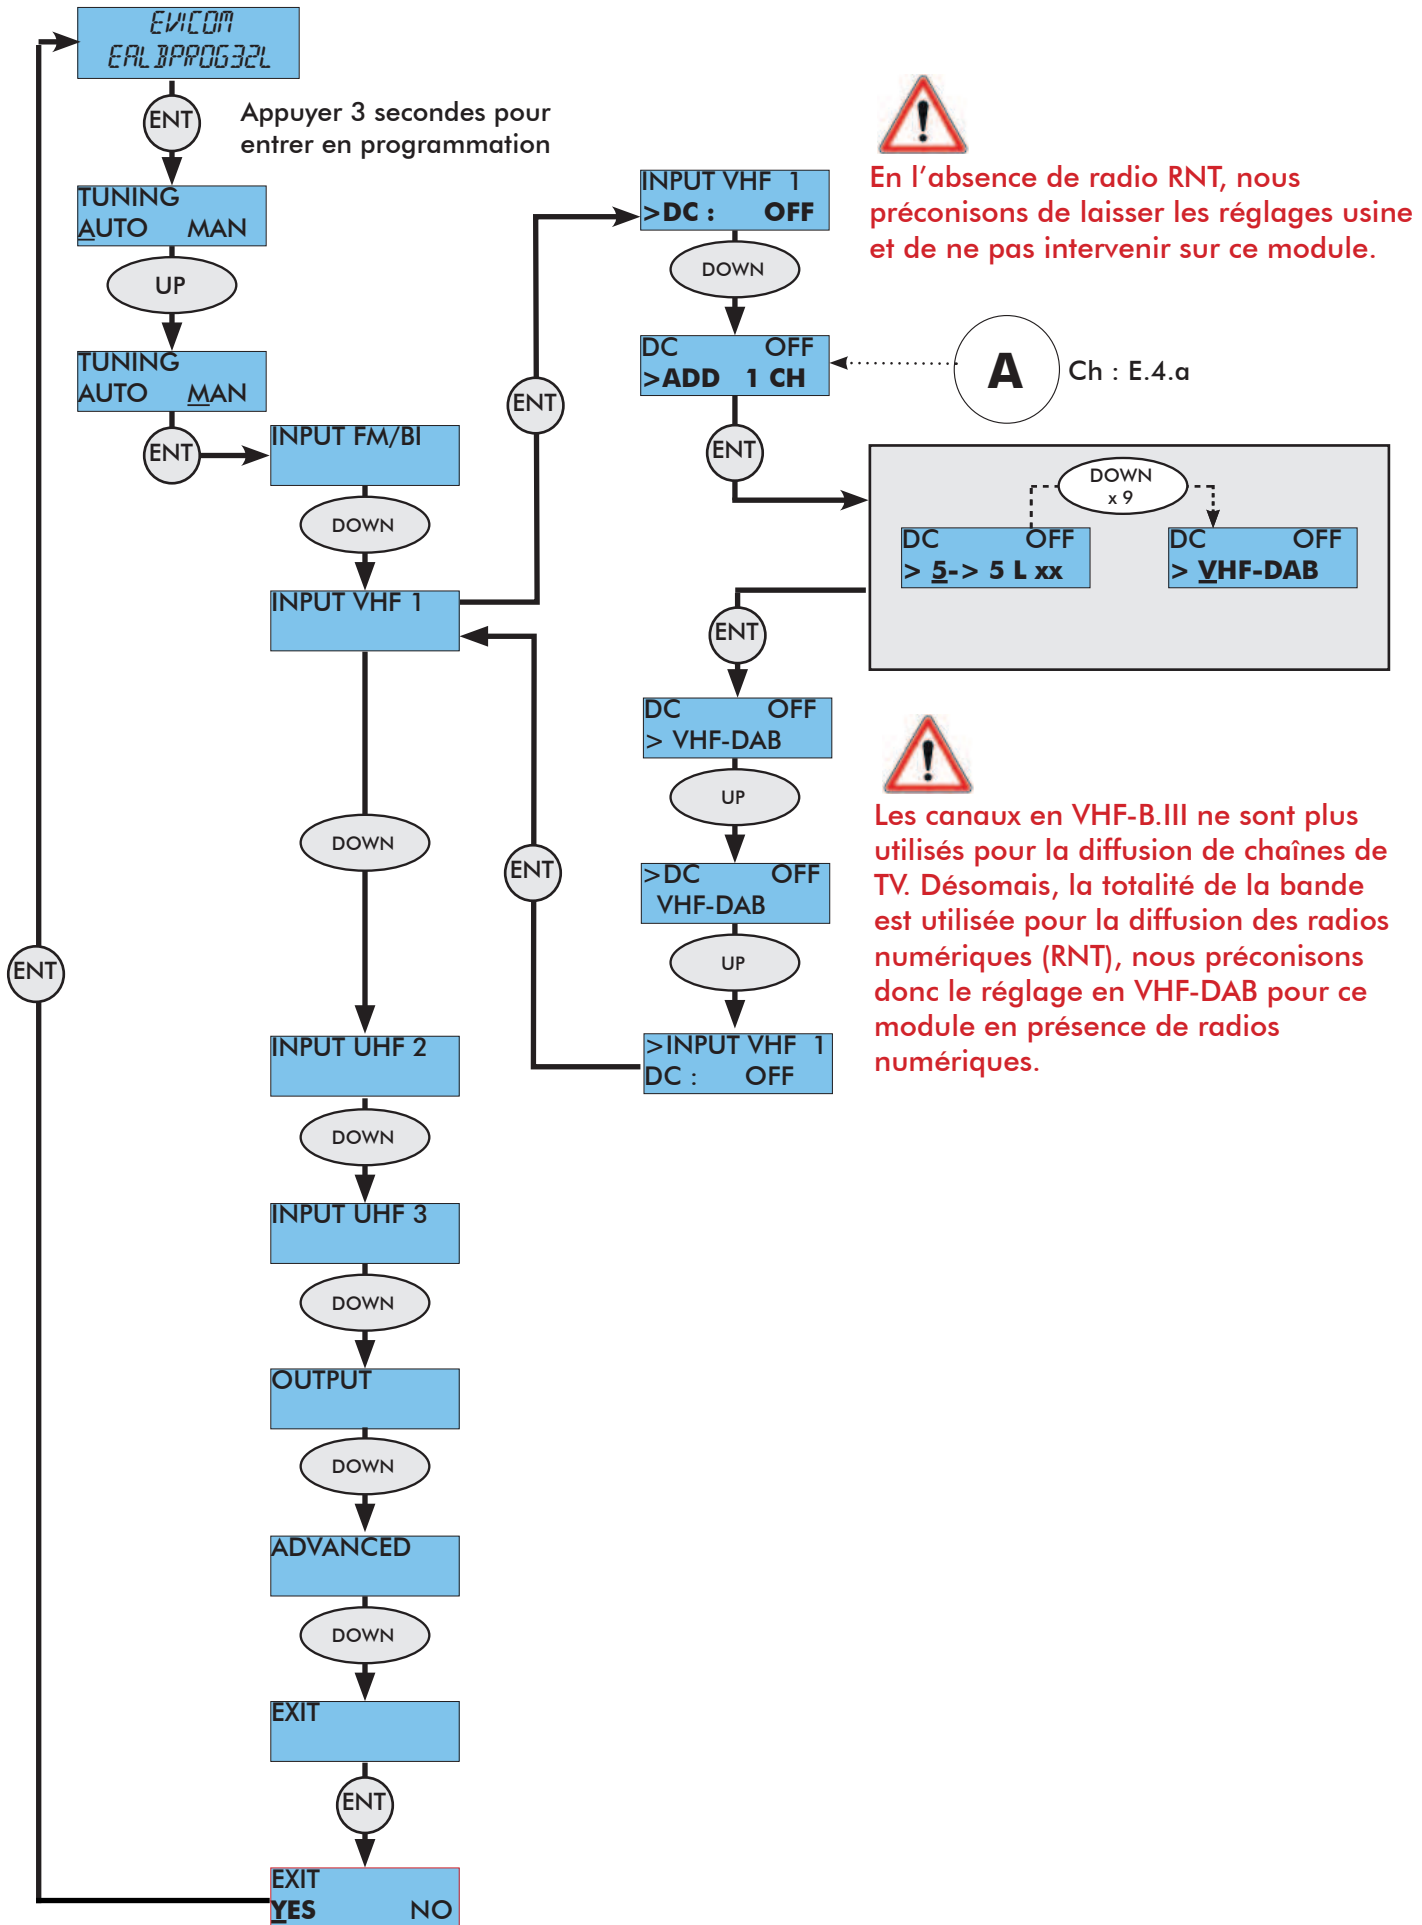 EVICOM
EALBPROG32L
ENT
Appuyer 3 secondes pour
entrer en programmation
TUNING
AUTO MAN
UP
TUNING
AUTO MAN
ENT
INPUT FM/BI
DOWN
INPUT VHF 1
ENT
INPUT VHF 1
>DC : OFF
DOWN
DC OFF
>ADD 1 CH
A
Ch : E.4.a
ENT
En l’absence de radio RNT, nous
préconisons de laisser les réglages usine
et de ne pas intervenir sur ce module.
DOWN
x 9
DC OFF
> 5-> 5 L xx
DC OFF
> VHF-DAB
ENT
DC OFF
> VHF-DAB
UP
>DC OFF
VHF-DAB
UP
>INPUT VHF 1
DC : OFF
ENT
Les canaux en VHF-B.III ne sont plus
utilisés pour la diffusion de chaînes de
TV. Désomais, la totalité de la bande
est utilisée pour la diffusion des radios
numériques (RNT), nous préconisons
donc le réglage en VHF-DAB pour ce
module en présence de radios
numériques.
DOWN
INPUT UHF 2
DOWN
INPUT UHF 3
DOWN
OUTPUT
DOWN
ADVANCED
DOWN
EXIT
ENT
EXIT
YES NO
ENT